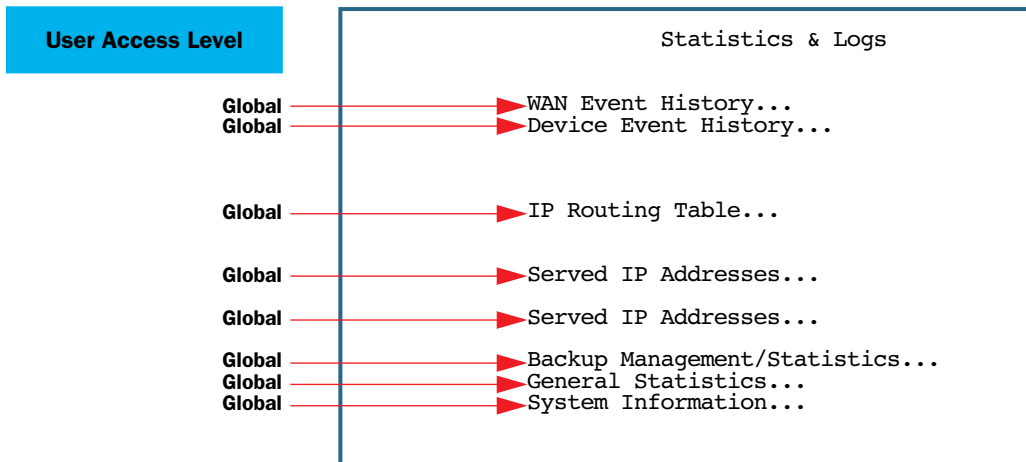 User Access Level Statistics & Logs
Global WAN Event History...
Global Device Event History...
Global IP Routing Table...
Global Served IP Addresses...
Global Served IP Addresses...
Global Backup Management/Statistics...
Global General Statistics...
Global System Information...